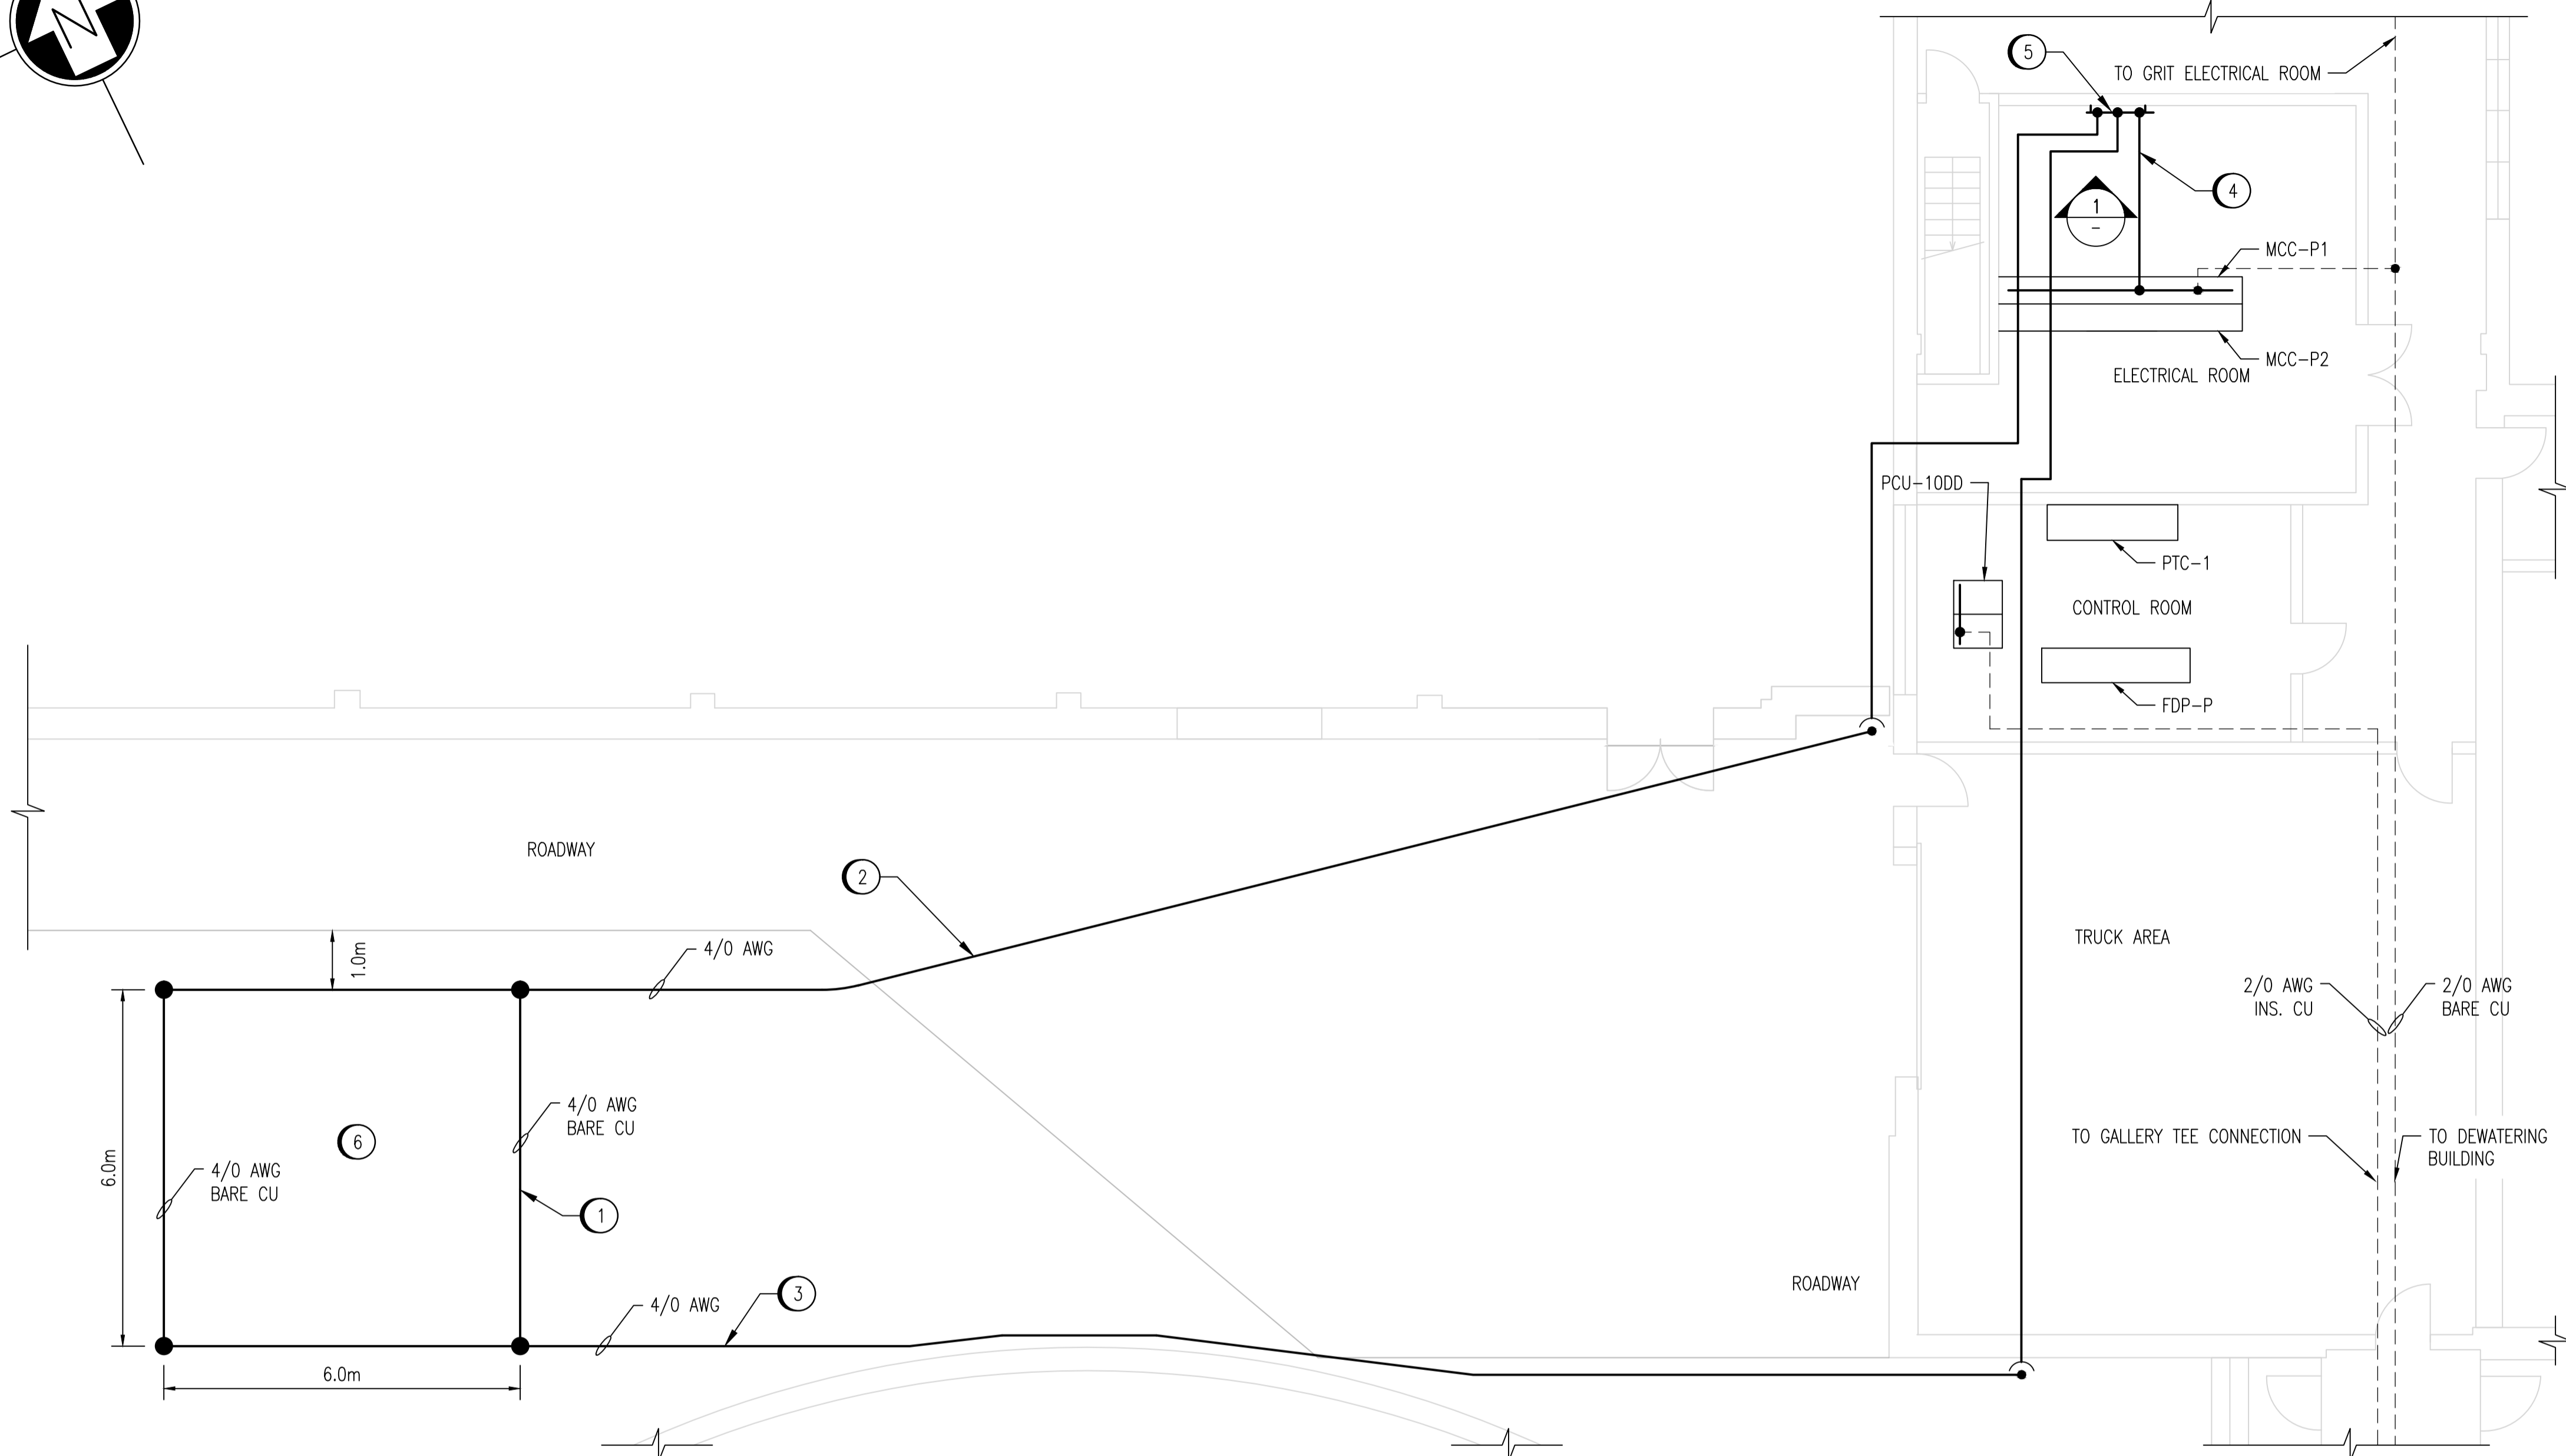 N
5
TO GRIT ELECTRICAL ROOM
4
1
-
MCC-P1
MCC-P2
ELECTRICAL ROOM
PCU-10DD
PTC-1
CONTROL ROOM
FDP-P
ROADWAY
2
1.0m
4/0 AWG
TRUCK AREA
2/0 AWG
INS. CU
2/0 AWG
BARE CU
4/0 AWG
BARE CU
6
TO GALLERY TEE CONNECTION
TO DEWATERING
BUILDING
6.0m
4/0 AWG
BARE CU
1
3
ROADWAY
4/0 AWG
6.0m